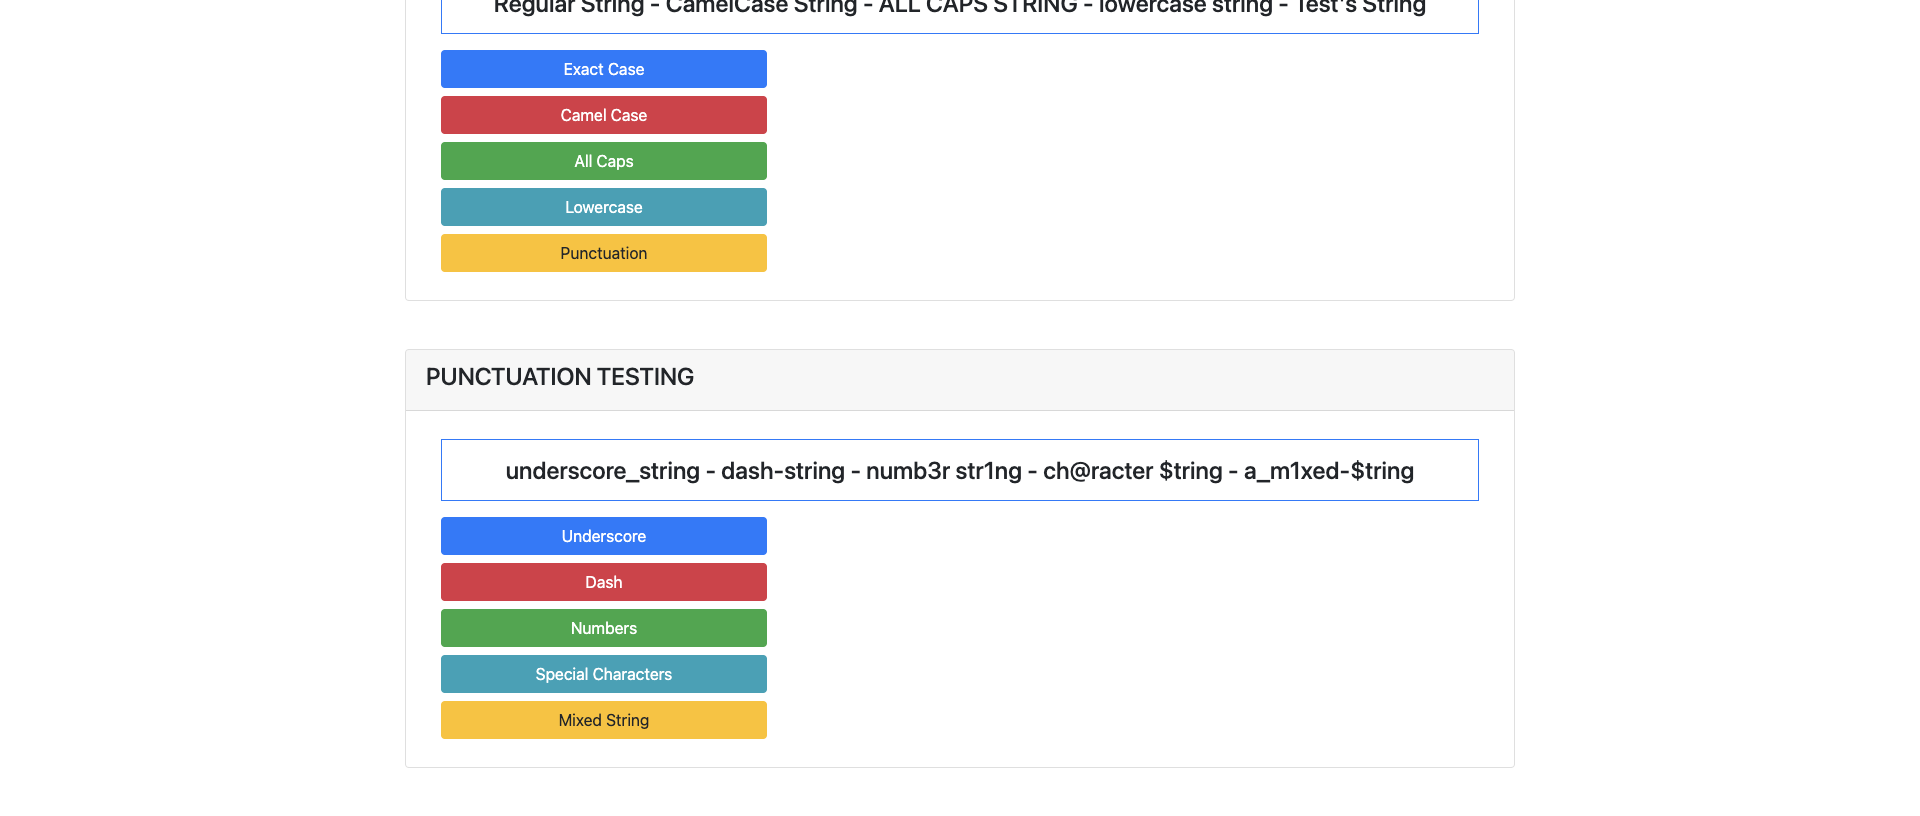 Regular String - CamelCase String - ALL CAPS STRING - lowercase string - Test's String
Exact Case
Camel Case
All Caps
Lowercase
Punctuation
PUNCTUATION TESTING
underscore_string - dash-string - numb3r str1ng - ch@racter $tring - a_m1xed-$tring
Underscore
Dash
Numbers
Special Characters
Mixed String